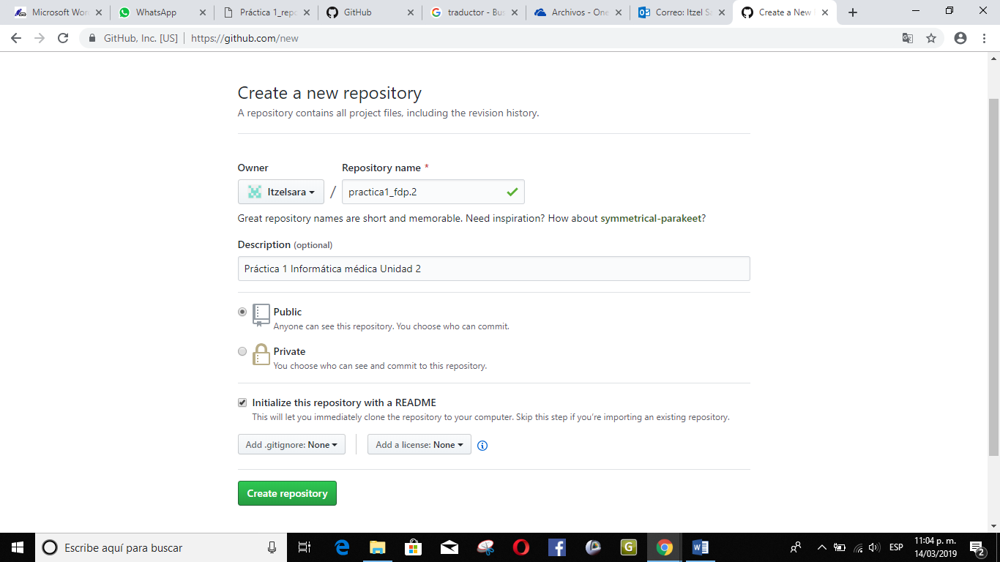 Microsoft Wor
WhatsApp
Práctica 1_repo
GitHub
traductor - Bus
Archivos - One
Correo: Itzel Sa
Create a New
GitHub, Inc. [US] https://github.com/new
Create a new repository
A repository contains all project files, including the revision history.
Owner
Repository name *
Itzelsara / practica1_fdp.2
Great repository names are short and memorable. Need inspiration? How about symmetrical-parakeet?
Description (optional)
Práctica 1 Informática médica Unidad 2
Public
Anyone can see this repository. You choose who can commit.
Private
You choose who can see and commit to this repository.
Initialize this repository with a README
This will let you immediately clone the repository to your computer. Skip this step if you're importing an existing repository.
Add .gitignore: None
Add a license: None
Create repository
Escribe aquí para buscar
ESP
11:04 p. m.
14/03/2019
2